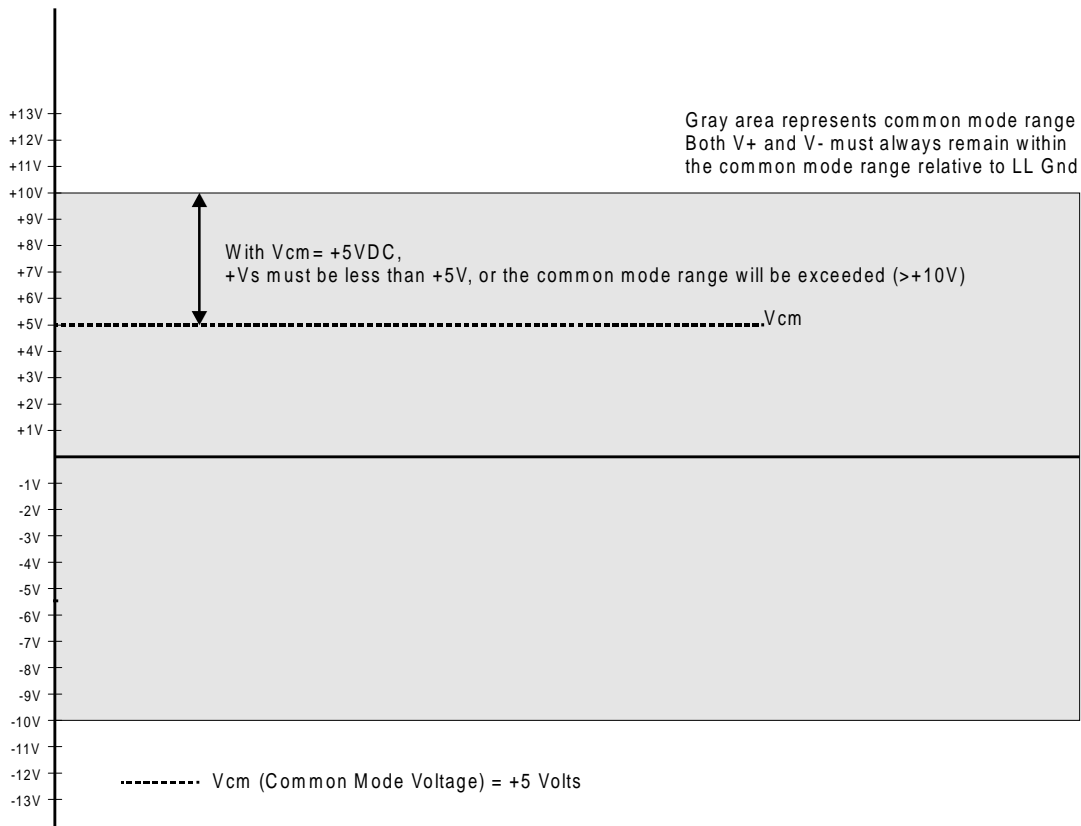 +13V
+12V
+11V
+10V
+9V
+8V
+7V
+6V
+5V
+4V
+3V
+2V
+1V
-1V
-2V
-3V
-4V
-5V
-6V
-7V
-8V
-9V
-10V
-11V
-12V
-13V
Gray area represents common mode range
Both V+ and V- must always remain within
the common mode range relative to LL Gnd
With Vcm= +5VDC,
+Vs must be less than +5V, or the common mode range will be exceeded (>+10V)
Vcm
Vcm (Common Mode Voltage) = +5 Volts